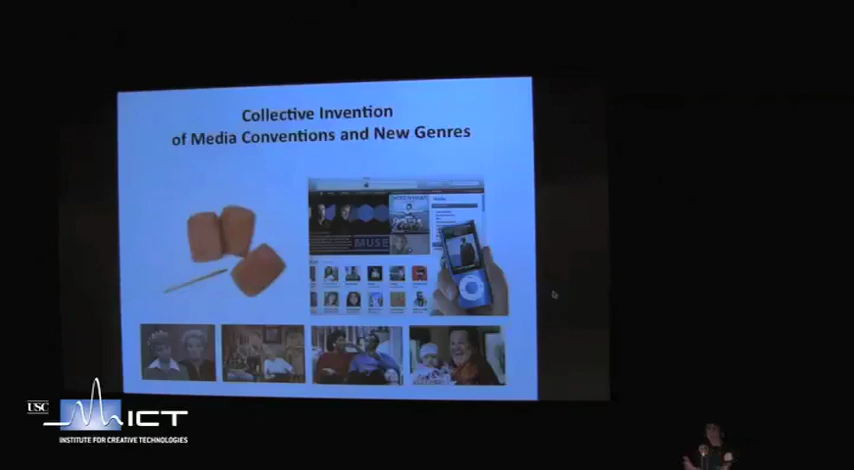 Collective Invention
of Media Conventions and New Genres
MUSE
USC
ICT
INSTITUTE FOR CREATIVE TECHNOLOGIES